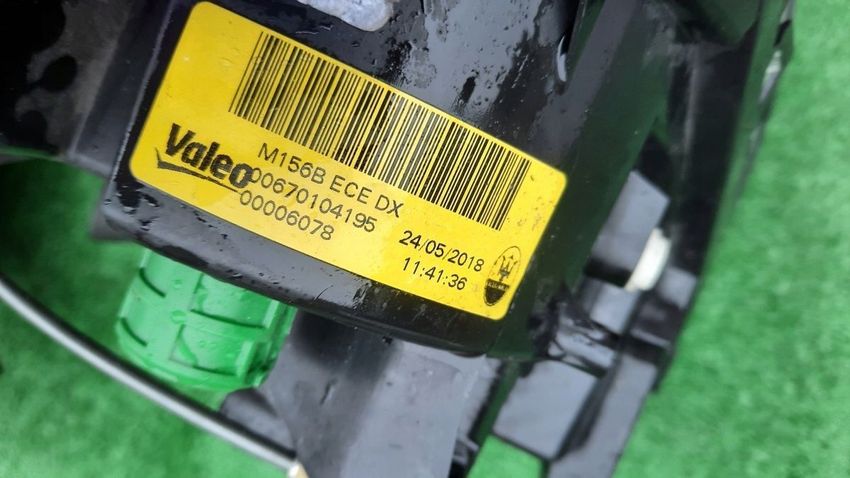 M156B ECE DX
Valeo
00670104195
00006078
24/05/2018
11:41:36